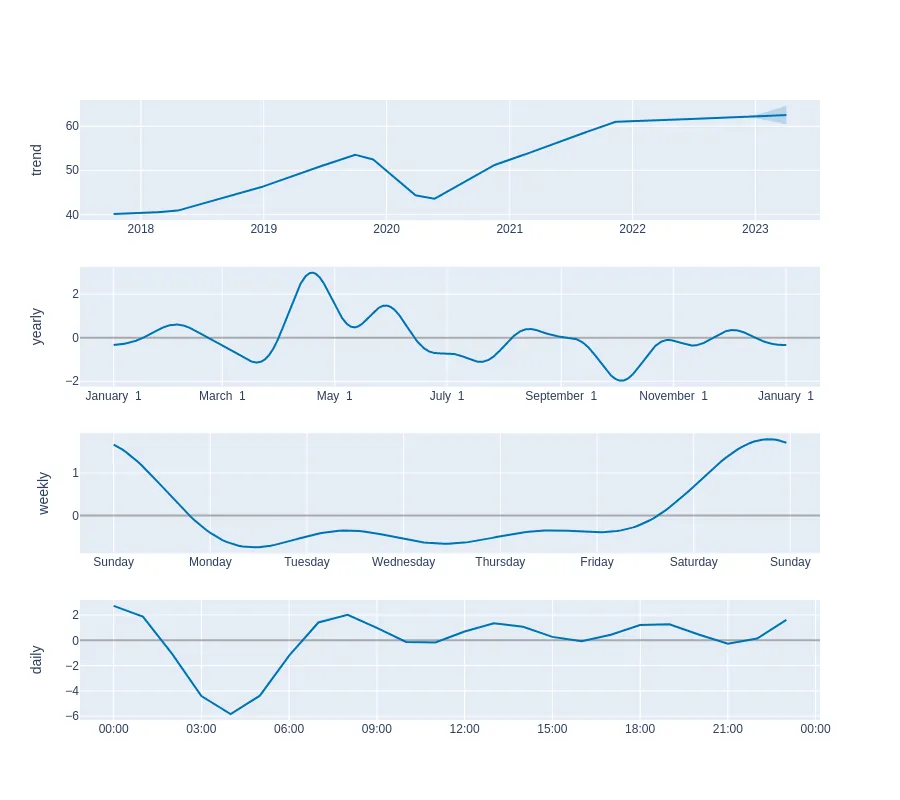 trend
60
50
40
2018 2019 2020 2021 2022 2023
yearly
2
0
−2
January 1 March 1 May 1 July 1 September 1 November 1 January 1
weekly
1
0
Sunday Monday Tuesday Wednesday Thursday Friday Saturday Sunday
daily
2
0
−2
−4
−6
00:00 03:00 06:00 09:00 12:00 15:00 18:00 21:00 00:00